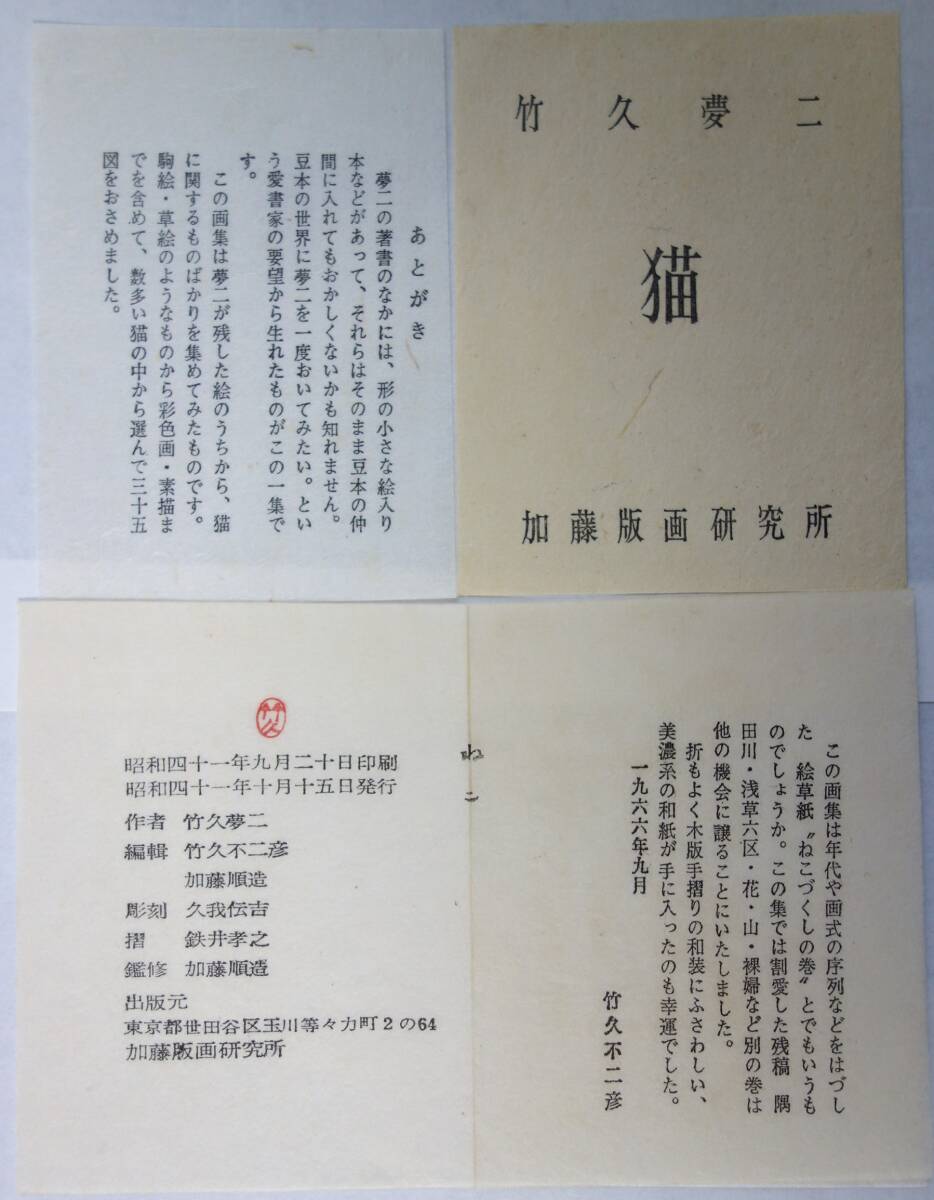 竹久夢二
猫
加藤版画研究所
あとがき
夢二の著書のなかには、形の小さな絵入り
本などがあって、それらはそのまま豆本の仲
間に入れてもおかしくないかも知れません。
豆本の世界に夢二を一度おいてみたい。とい
う愛書家の要望から生れたものがこの一集で
す。
この画集は夢二が残した絵のうちから、猫
に関するものばかりを集めてみたものです。
駒絵・草絵のようなものから彩色画・素描ま
でを含めて、数多い猫の中から選んで三十五
図をおさめました。
この画集は年代や画式の序列などをはづし
た 絵草紙〝ねこづくしの巻〟とでもいうも
のでしょうか。この集では割愛した残稿 隅
田川・浅草六区・花・山・裸婦など別の巻は
他の機会に譲ることにいたしました。
折もよく木版手摺りの和装にふさわしい、
美濃系の和紙が手に入ったのも幸運でした。
一九六六年九月
竹久不二彦
ね
二
竹久
昭和四十一年九月二十日印刷
昭和四十一年十月十五日発行
作者 竹久夢二
編輯 竹久不二彦
加藤順造
彫刻 久我伝吉
摺 鉄井孝之
鑑修 加藤順造
出版元
東京都世田谷区玉川等々力町2の64
加藤版画研究所